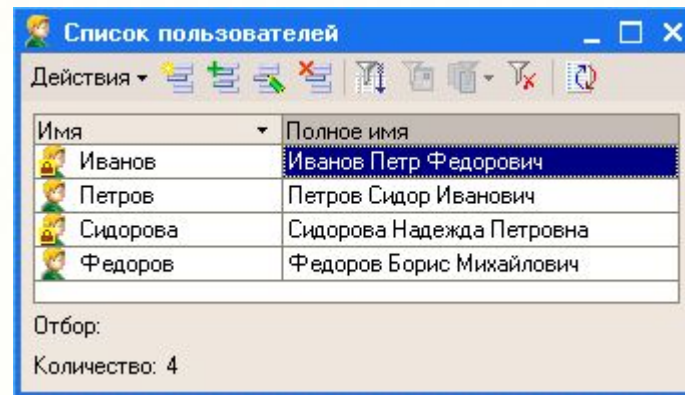 Список пользователей
Действия
Имя Полное имя
Иванов Иванов Петр Федорович
Петров Петров Сидор Иванович
Сидорова Сидорова Надежда Петровна
Федоров Федоров Борис Михайлович
Отбор:
Количество: 4